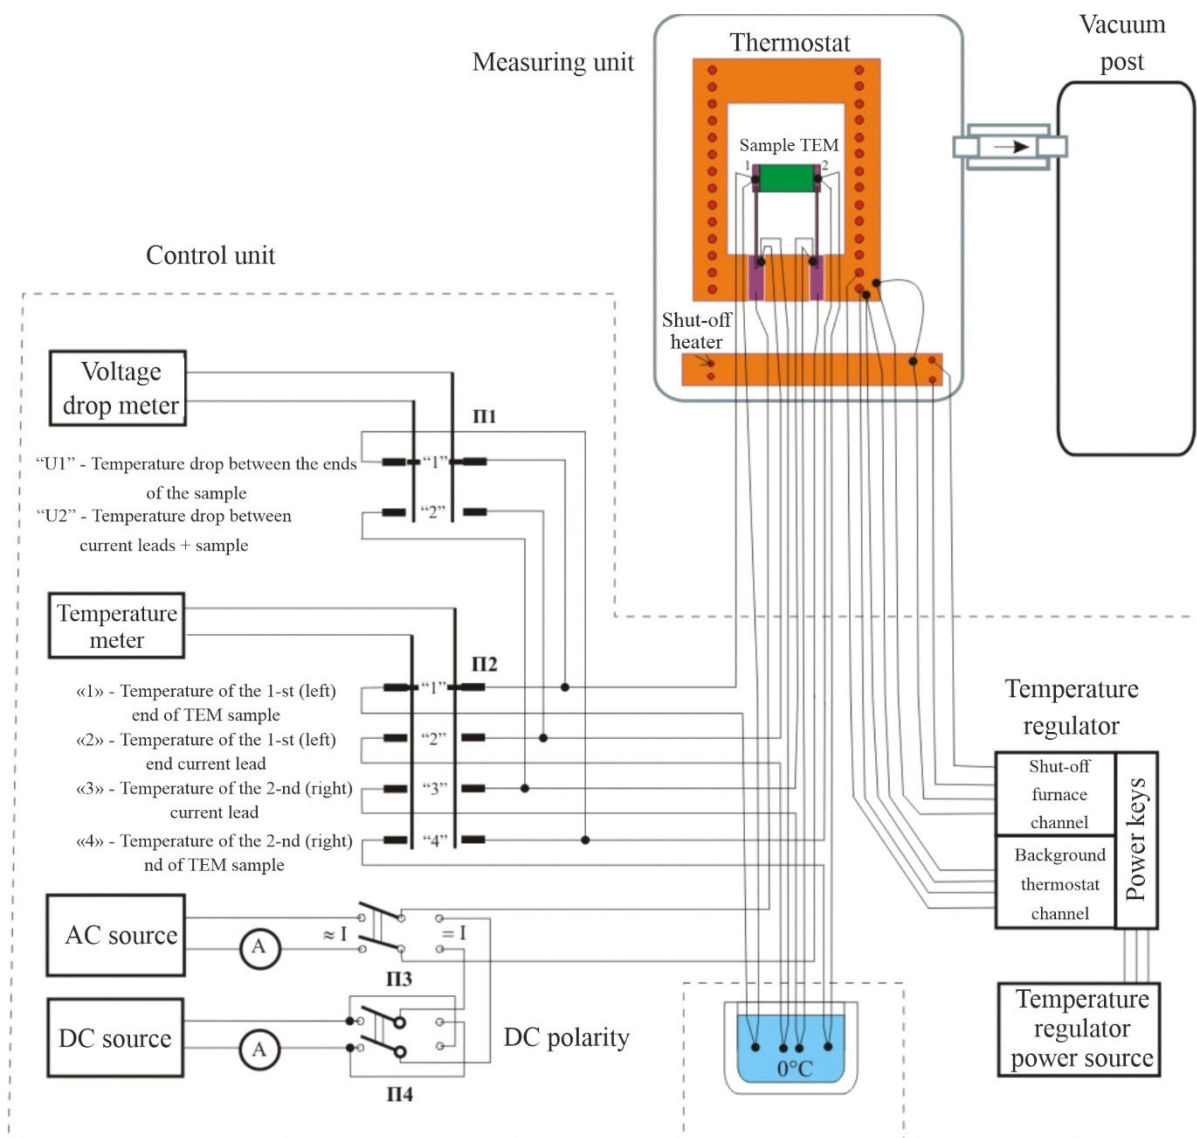 Vacuum
post
Thermostat
Measuring unit
Sample TEM
1
2
Control unit
Shut-off
heater
Voltage
drop meter
П1
“U1” - Temperature drop between the ends
of the sample
“1”
“U2” - Temperature drop between
current leads + sample
“2”
Temperature
meter
П2
«1» - Temperature of the 1-st (left)
end of TEM sample
“1”
«2» - Temperature of the 1-st (left)
end current lead
“2”
«3» - Temperature of the 2-nd (right)
current lead
“3”
«4» - Temperature of the 2-nd (right)
nd of TEM sample
“4”
Temperature
regulator
Shut-off
furnace
channel
Background
thermostat
channel
Power keys
AC source
A
≈ I
= I
П3
DC source
A
DC polarity
П4
0°C
Temperature
regulator
power source